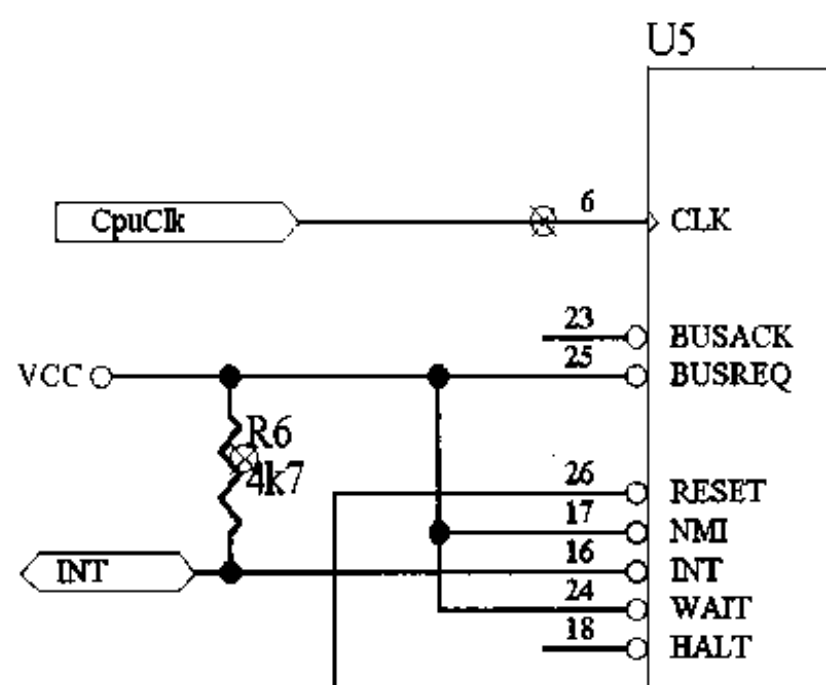 U5
CpuClk 6 CLK
23 BUSACK
VCC 25 BUSREQ
R6
4k7
26 RESET
17 NMI
INT 16 INT
24 WAIT
18 HALT